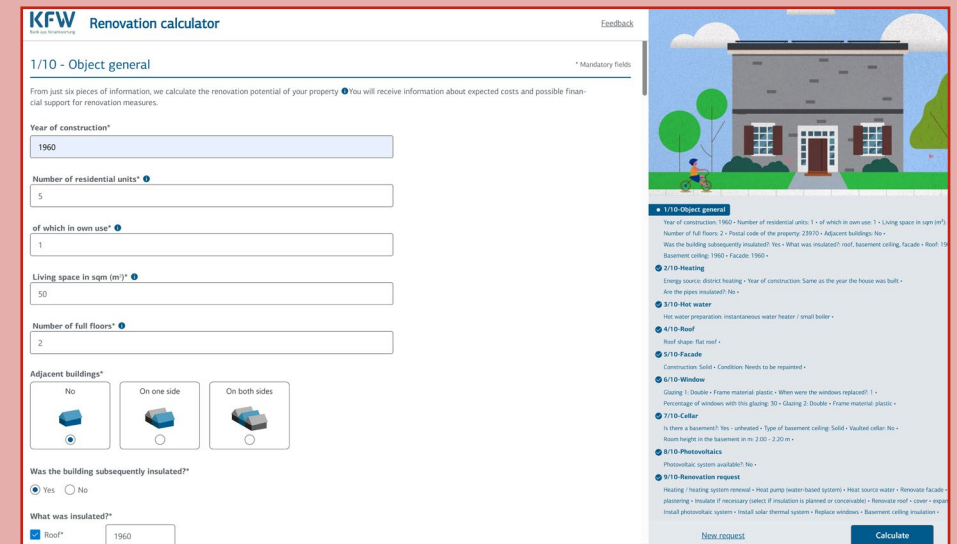 KFW
Bank aus Verantwortung
Renovation calculator
Feedback
1/10 - Object general
* Mandatory fields
From just six pieces of information, we calculate the renovation potential of your property You will receive information about expected costs and possible finan-
cial support for renovation measures.
Year of construction*
1960
Number of residential units*
5
of which in own use*
1
Living space in sqm (m²)*
50
Number of full floors*
2
Adjacent buildings*
No
On one side
On both sides
Was the building subsequently insulated?*
Yes
No
What was insulated?*
Roof*
1960
1/10-Object general
Year of construction: 1960 • Number of residential units: 1 • of which in own use: 1 • Living space in sqm (m²):
Number of full floors: 2 • Postal code of the property: 23970 • Adjacent buildings: No •
Was the building subsequently insulated?: Yes • What was insulated?: roof, basement ceiling, facade • Roof: 19
Basement ceiling: 1960 • Facade: 1960 •
2/10-Heating
Energy source: district heating • Year of construction: Same as the year the house was built •
Are the pipes insulated?: No •
3/10-Hot water
Hot water preparation: instantaneous water heater / small boiler •
4/10-Roof
Roof shape: flat roof •
5/10-Facade
Construction: Solid • Condition: Needs to be repainted •
6/10-Window
Glazing 1: Double • Frame material: plastic • When were the windows replaced?: 1 •
Percentage of windows with this glazing: 30 • Glazing 2: Double • Frame material: plastic •
7/10-Cellar
Is there a basement?: Yes - unheated • Type of basement ceiling: Solid • Vaulted cellar: No •
Room height in the basement in m: 2.00 - 2.20 m •
8/10-Photovoltaics
Photovoltaic system available?: No •
9/10-Renovation request
Heating / heating system renewal • Heat pump (water-based system) • Heat source water • Renovate facade •
plastering • Insulate if necessary (select if insulation is planned or conceivable) • Renovate roof • cover • expan
Install photovoltaic system • Install solar thermal system • Replace windows • Basement ceiling insulation •
New request
Calculate